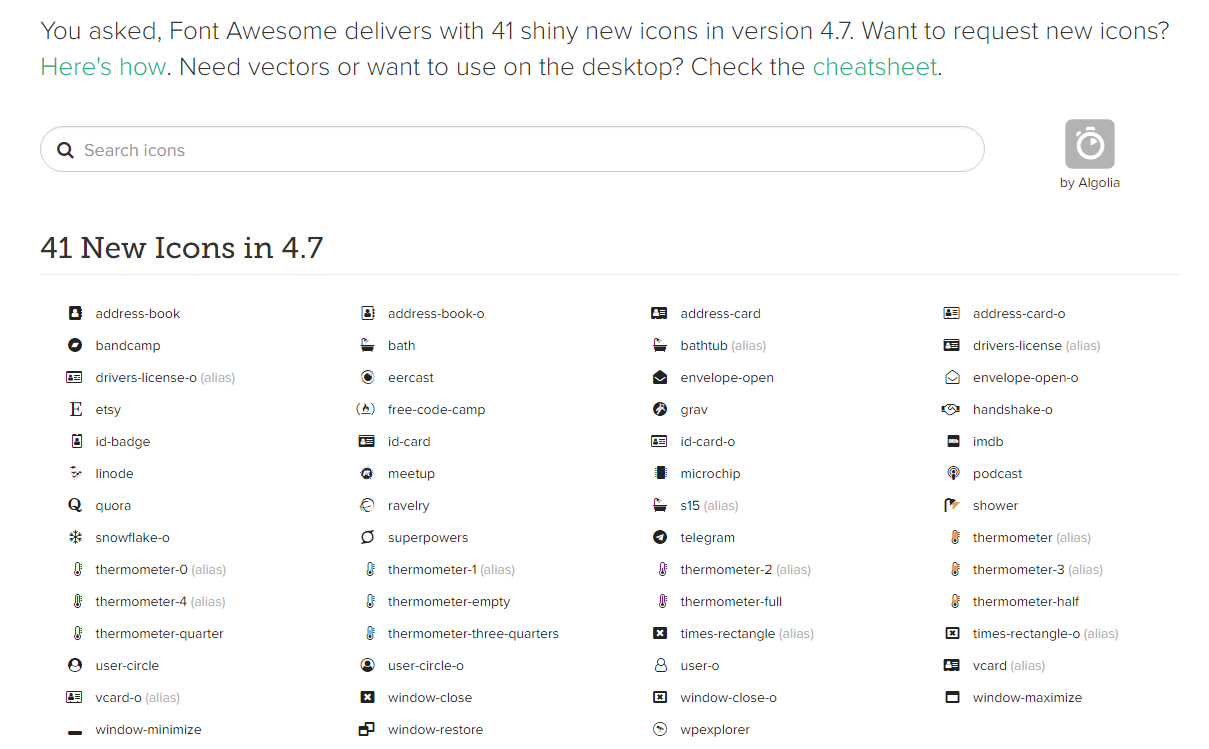 You asked, Font Awesome delivers with 41 shiny new icons in version 4.7. Want to request new icons?
Here's how. Need vectors or want to use on the desktop? Check the cheatsheet.
Search icons
by Algolia
41 New Icons in 4.7
address-book address-book-o address-card address-card-o
bandcamp bath bathtub (alias) drivers-license (alias)
drivers-license-o (alias) eercast envelope-open envelope-open-o
etsy free-code-camp grav handshake-o
id-badge id-card id-card-o imdb
linode meetup microchip podcast
quora ravelry s15 (alias) shower
snowflake-o superpowers telegram thermometer (alias)
thermometer-0 (alias) thermometer-1 (alias) thermometer-2 (alias) thermometer-3 (alias)
thermometer-4 (alias) thermometer-empty thermometer-full thermometer-half
thermometer-quarter thermometer-three-quarters times-rectangle (alias) times-rectangle-o (alias)
user-circle user-circle-o user-o vcard (alias)
vcard-o (alias) window-close window-close-o window-maximize
window-minimize window-restore wpexplorer